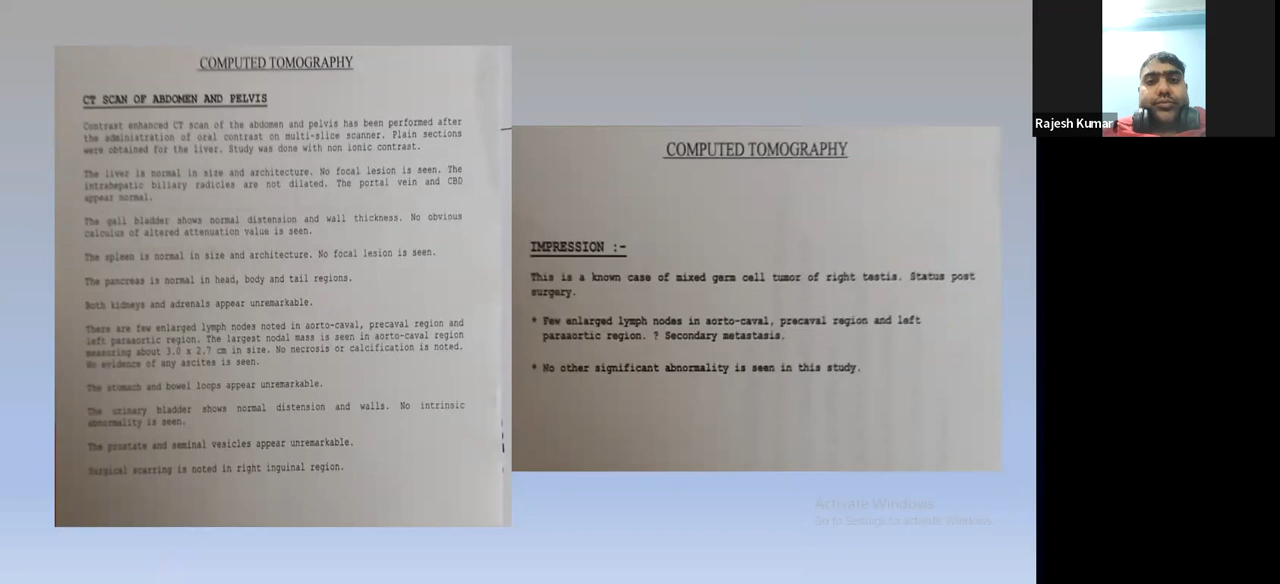 COMPUTED TOMOGRAPHY
CT SCAN OF ABDOMEN AND PELVIS
Contrast enhanced CT scan of the abdomen and pelvis has been performed after
the administration of oral contrast on multi-slice scanner. Plain sections
were obtained for the liver. Study was done with non ionic contrast.
The liver is normal in size and architecture. No focal lesion is seen. The
intrahepatic biliary radicles are not dilated. The portal vein and CBD
appear normal.
The gall bladder shows normal distension and wall thickness. No obvious
calculus of altered attenuation value is seen.
The spleen is normal in size and architecture. No focal lesion is seen.
The pancreas is normal in head, body and tail regions.
Both kidneys and adrenals appear unremarkable.
There are few enlarged lymph nodes noted in aorto-caval, precaval region and
left paraaortic region. The largest nodal mass is seen in aorto-caval region
measuring about 3.0 x 2.7 cm in size. No necrosis or calcification is noted.
No evidence of any ascites is seen.
The stomach and bowel loops appear unremarkable.
The urinary bladder shows normal distension and walls. No intrinsic
abnormality is seen.
The prostate and seminal vesicles appear unremarkable.
Surgical scarring is noted in right inguinal region.
COMPUTED TOMOGRAPHY
IMPRESSION :-
This is a known case of mixed germ cell tumor of right testis. Status post
surgery.
* Few enlarged lymph nodes in aorto-caval, precaval region and left
paraaortic region. ? Secondary metastasis.
* No other significant abnormality is seen in this study.
Rajesh Kumar
Activate Windows
Go to Settings to activate Windows.